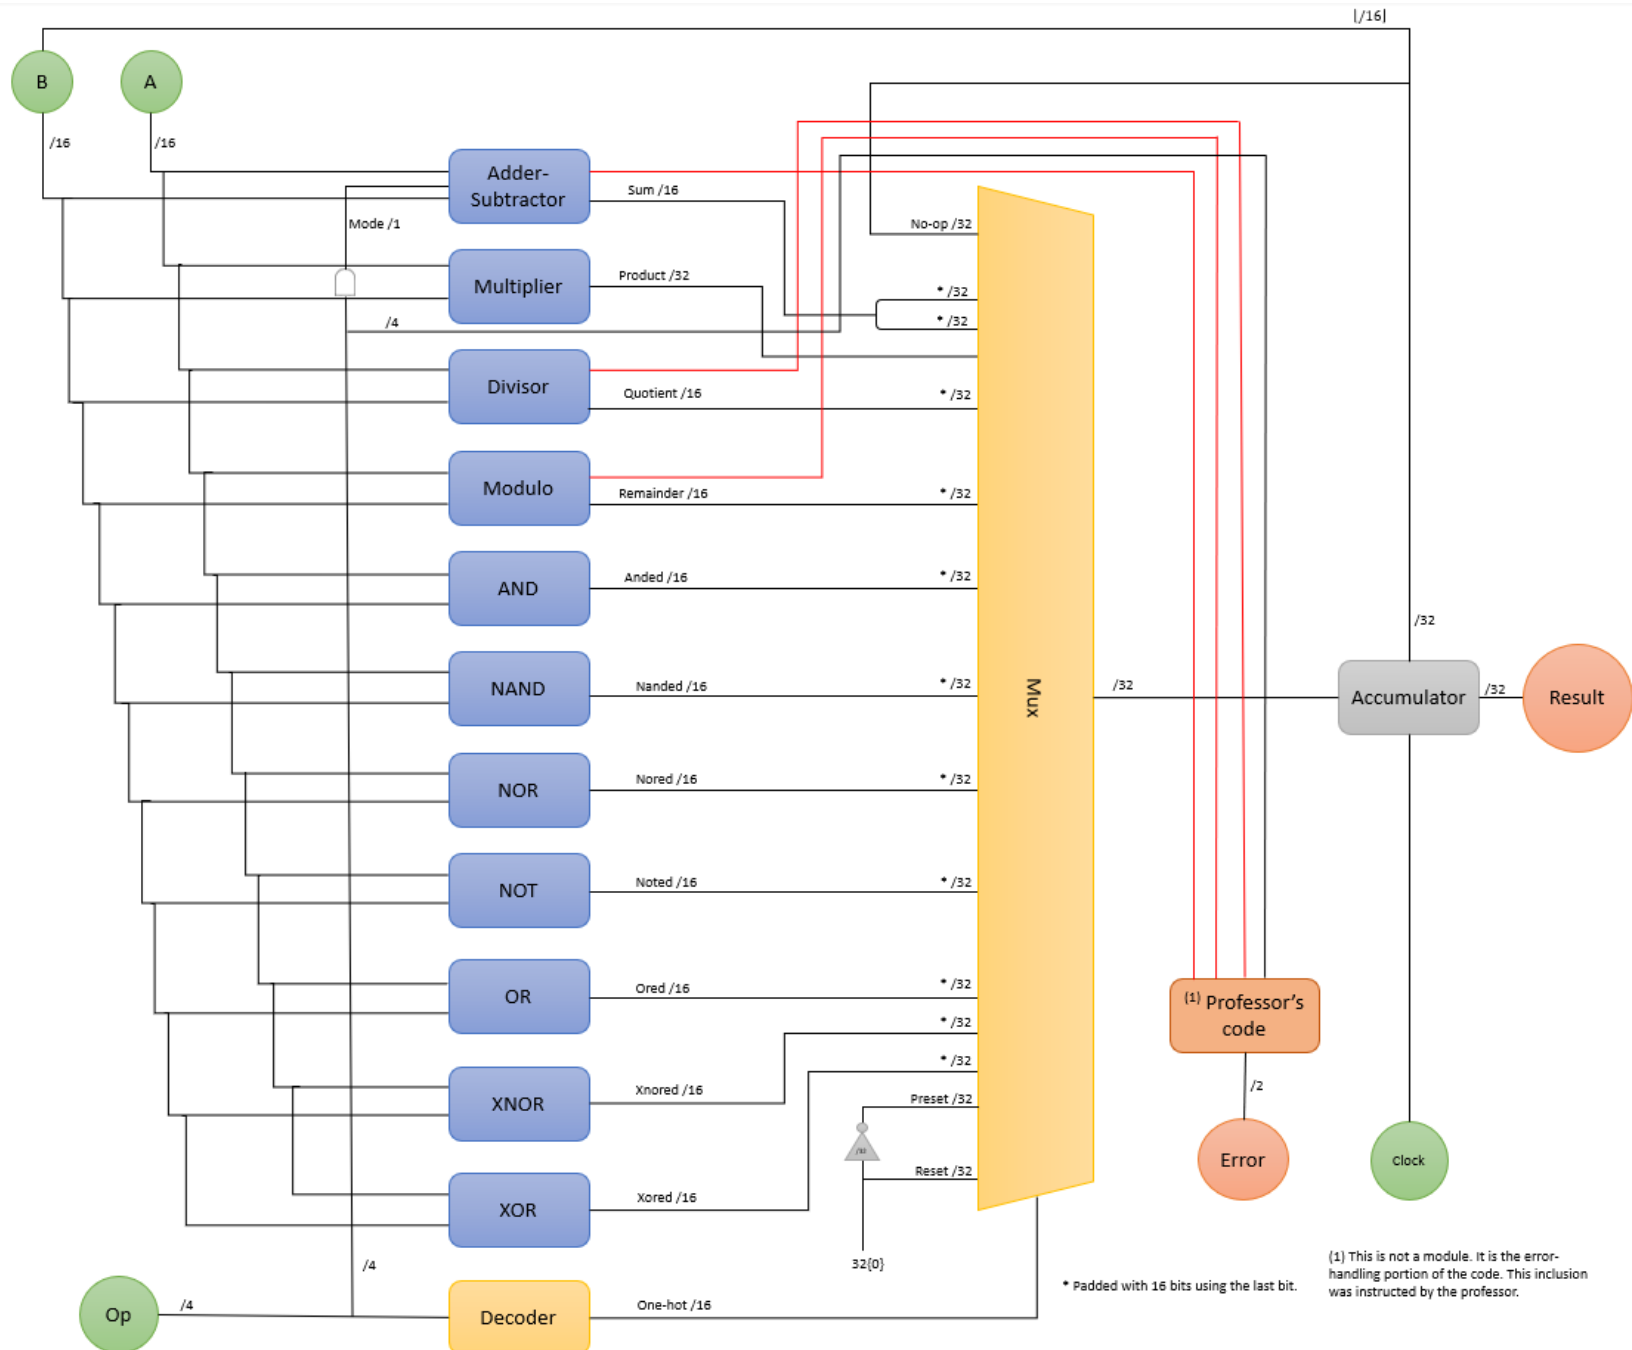 |/16|
B
A
/16
/16
Adder-
Subtractor
Sum /16
Mode /1
No-op /32
Multiplier
Product /32
* /32
* /32
/4
Divisor
Quotient /16
* /32
Modulo
Remainder /16
* /32
AND
Anded /16
* /32
/32
NAND
Nanded /16
* /32
Mux
/32
Accumulator
/32
Result
NOR
Nored /16
* /32
NOT
Noted /16
* /32
OR
Ored /16
* /32
(1) Professor's
code
* /32
* /32
XNOR
Xnored /16
Preset /32
/2
Reset /32
Error
Clock
XOR
Xored /16
32{0}
/4
* Padded with 16 bits using the last bit.
(1) This is not a module. It is the error-
handling portion of the code. This inclusion
was instructed by the professor.
Op
/4
Decoder
One-hot /16